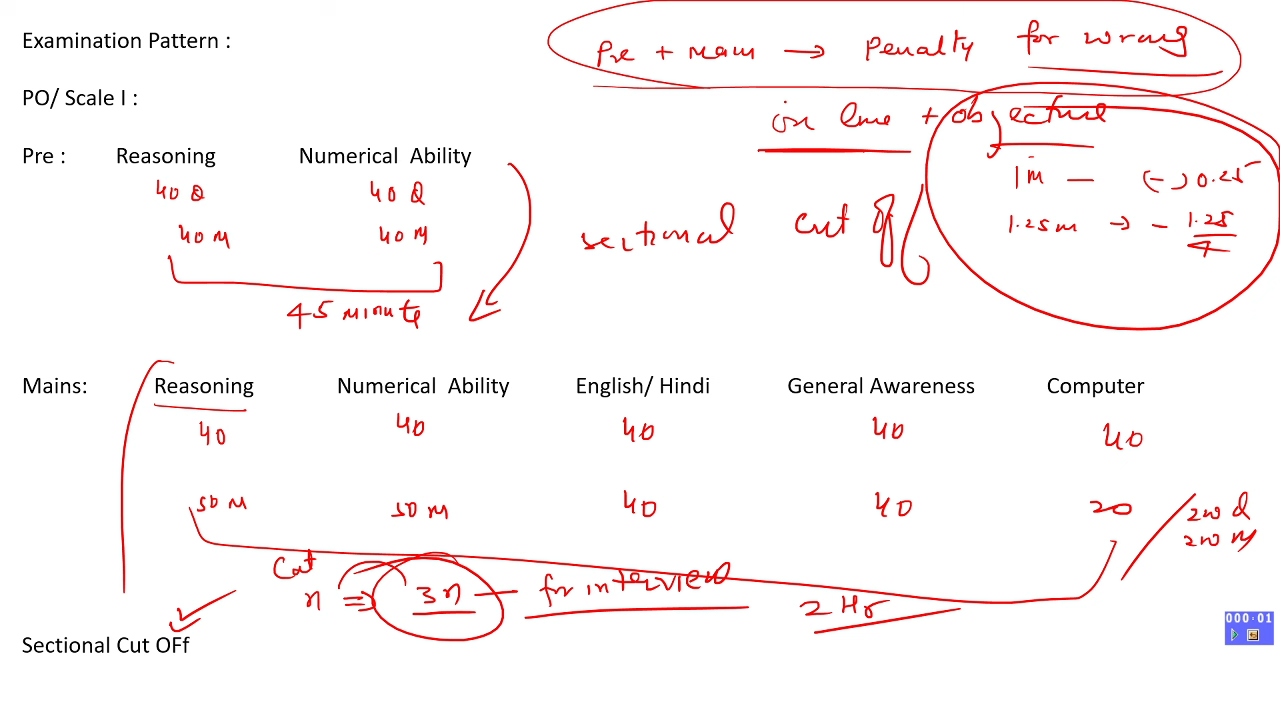 Examination Pattern :
Pre + main → Penalty for wrong
PO/ Scale I :
on line + objective
Pre : Reasoning Numerical Ability
1m — (-) 0.25
40 Q 40 Q
1.25m → - 1.25/4
40 M 40 M
sectional cut off
45 minute
Mains: Reasoning Numerical Ability English/ Hindi General Awareness Computer
40 40 40 40 40
50 M 50 M 40 40 20 / 200 Q
200 M
Cat
n ⇒ 3n — for interview
2 Hr
Sectional Cut OFf
000:01